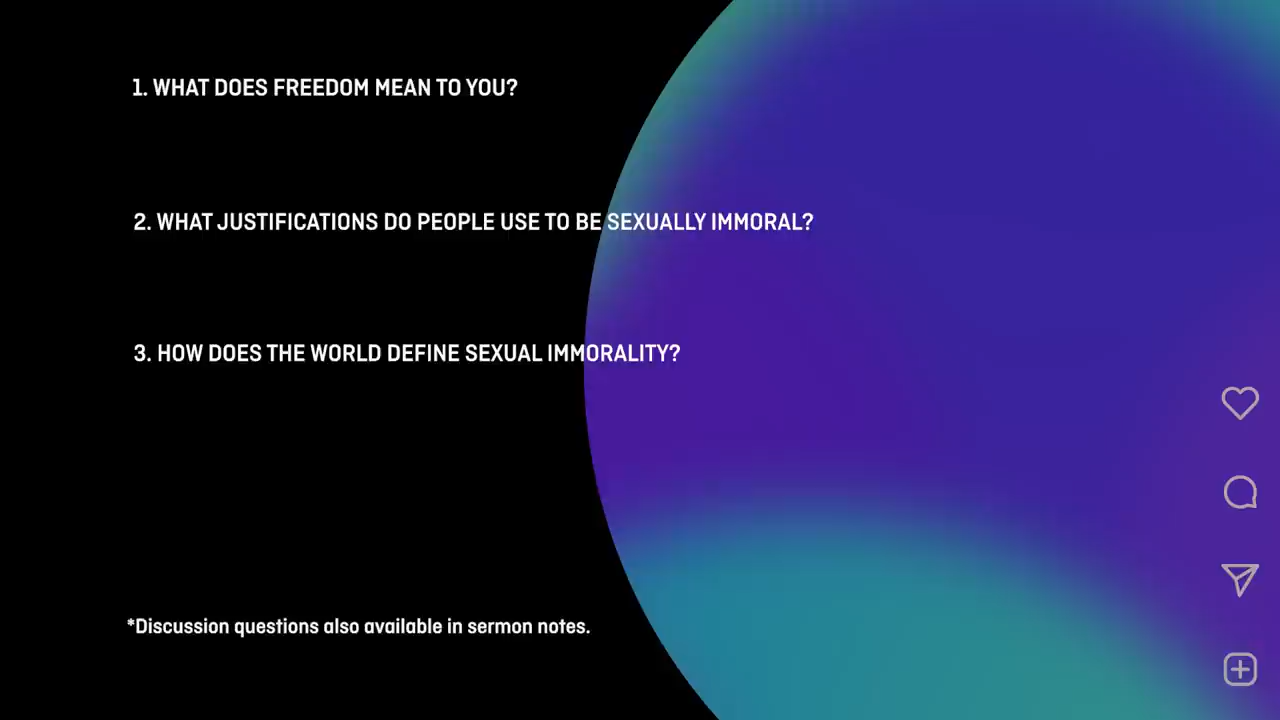 1. WHAT DOES FREEDOM MEAN TO YOU?
2. WHAT JUSTIFICATIONS DO PEOPLE USE TO BE SEXUALLY IMMORAL?
3. HOW DOES THE WORLD DEFINE SEXUAL IMMORALITY?
*Discussion questions also available in sermon notes.